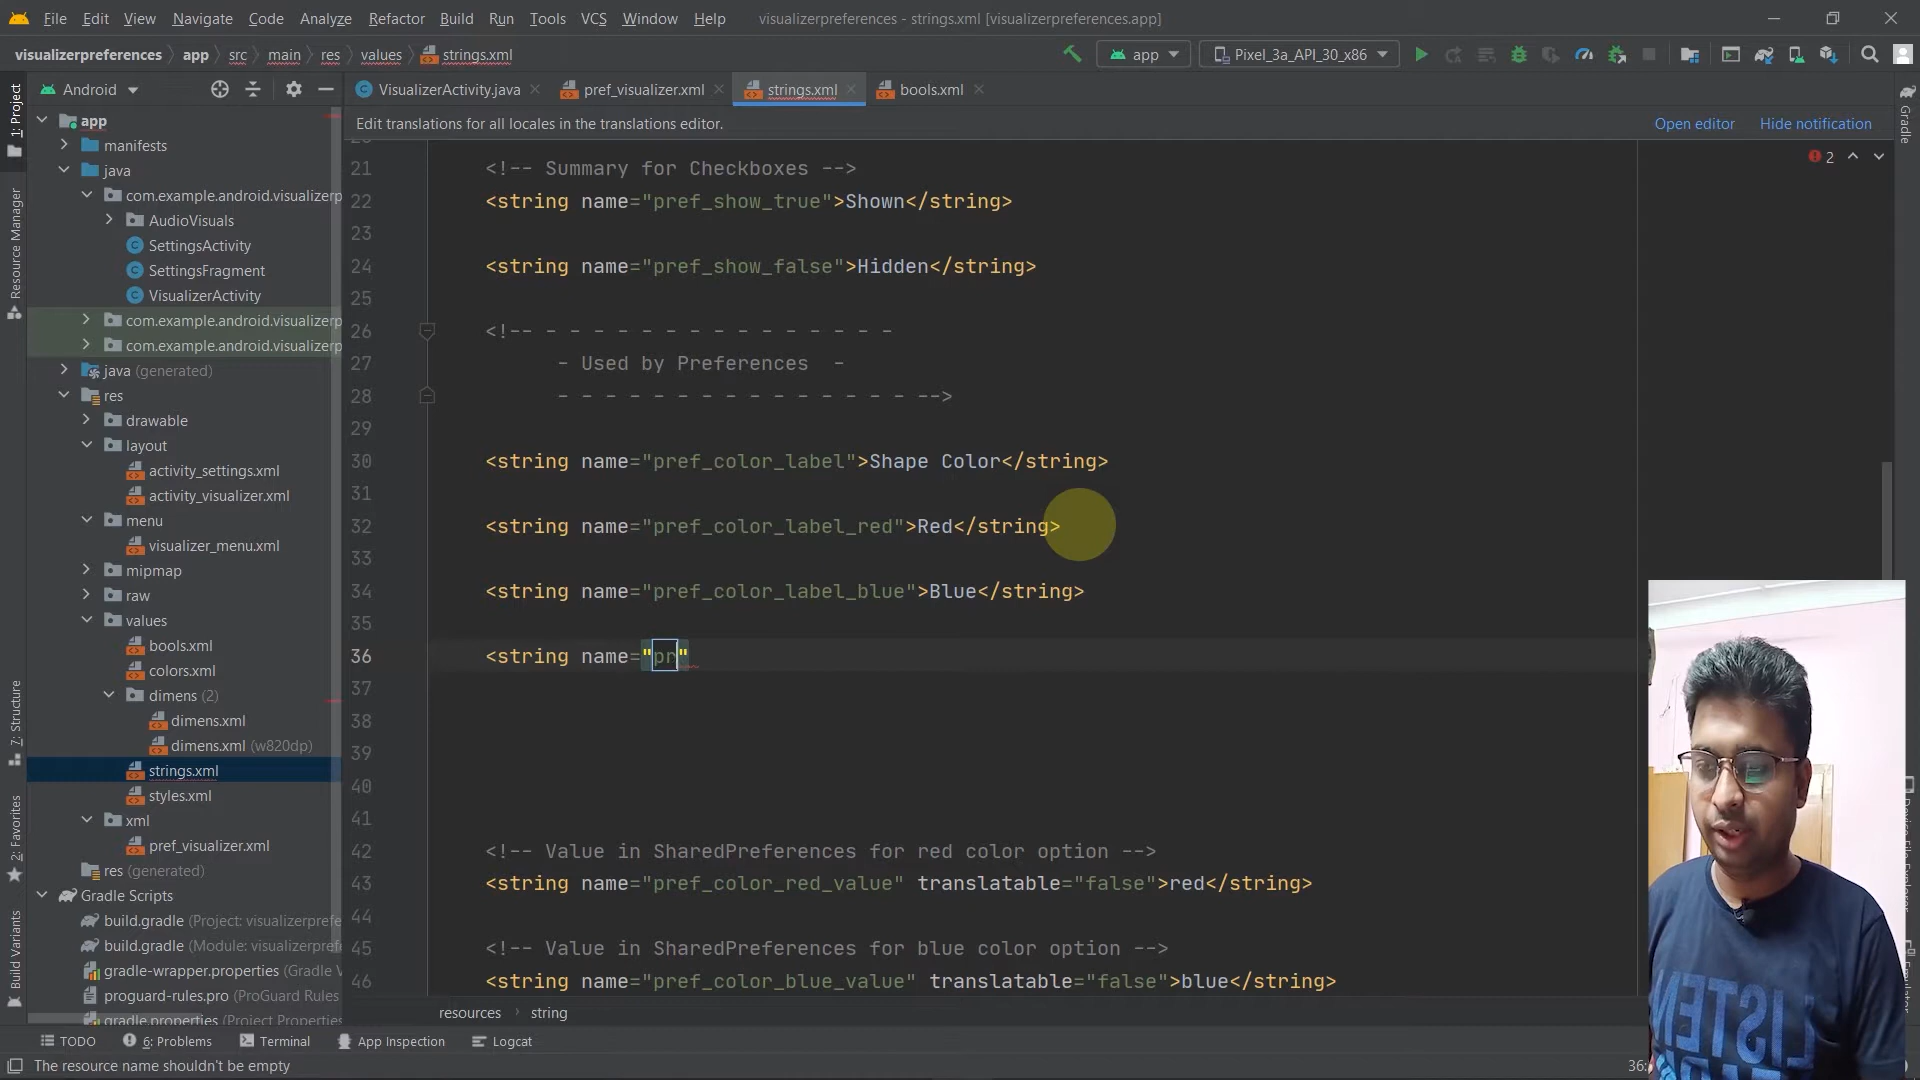 File Edit View Navigate Code Analyze Refactor Build Run Tools VCS Window Help visualizerpreferences - strings.xml [visualizerpreferences.app]
visualizerpreferences app src main res values strings.xml app Pixel_3a_API_30_x86
1: Project
Resource Manager
7: Structure
2: Favorites
Build Variants
Android
app
manifests
java
com.example.android.visualizerp
AudioVisuals
SettingsActivity
SettingsFragment
VisualizerActivity
com.example.android.visualizerp
com.example.android.visualizerp
java (generated)
res
drawable
layout
activity_settings.xml
activity_visualizer.xml
menu
visualizer_menu.xml
mipmap
raw
values
bools.xml
colors.xml
dimens (2)
dimens.xml
dimens.xml (w820dp)
strings.xml
styles.xml
xml
pref_visualizer.xml
res (generated)
Gradle Scripts
build.gradle (Project: visualizerprefe
build.gradle (Module: visualizerpref
gradle-wrapper.properties (Gradle V
proguard-rules.pro (ProGuard Rules
gradle.properties (Project Properties
VisualizerActivity.java pref_visualizer.xml strings.xml bools.xml
Edit translations for all locales in the translations editor. Open editor Hide notification
2
21 <!-- Summary for Checkboxes -->
22 <string name="pref_show_true">Shown</string>
23
24 <string name="pref_show_false">Hidden</string>
25
26 <!-- - - - - - - - - - - - - - - -
27 - Used by Preferences -
28 - - - - - - - - - - - - - - - -->
29
30 <string name="pref_color_label">Shape Color</string>
31
32 <string name="pref_color_label_red">Red</string>
33
34 <string name="pref_color_label_blue">Blue</string>
35
36 <string name="pr"
37
38
39
40
41
42 <!-- Value in SharedPreferences for red color option -->
43 <string name="pref_color_red_value" translatable="false">red</string>
44
45 <!-- Value in SharedPreferences for blue color option -->
46 <string name="pref_color_blue_value" translatable="false">blue</string>
resources string
Gradle
Device File Explorer
TODO 6: Problems Terminal App Inspection Logcat
The resource name shouldn't be empty 36: